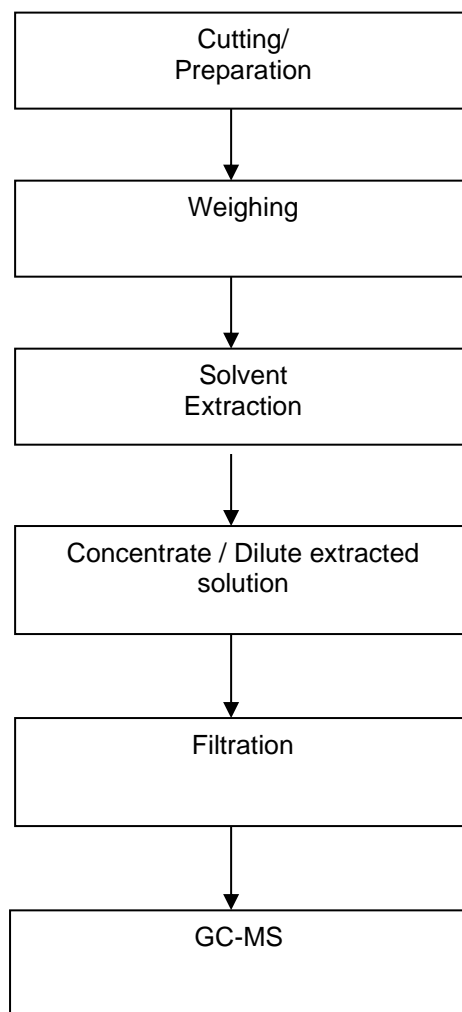 Cutting/
Preparation
Weighing
Solvent
Extraction
Concentrate / Dilute extracted
solution
Filtration
GC-MS